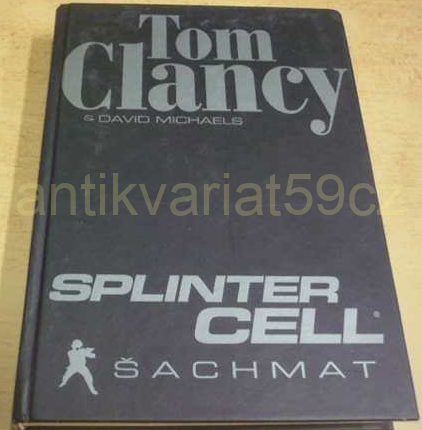 Tom
Clancy
& DAVID MICHAELS
antikvariat59cz
SPLINTER
CELL®
ŠACHMAT